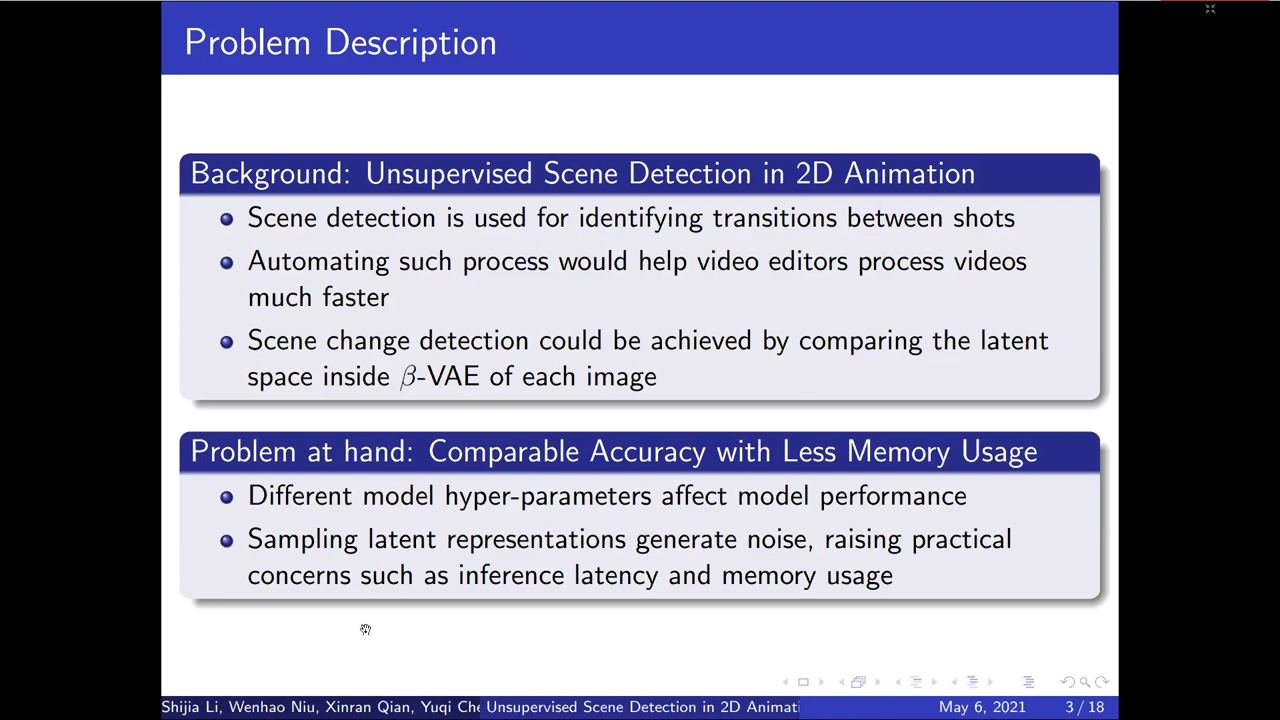 Problem Description
Background: Unsupervised Scene Detection in 2D Animation
Scene detection is used for identifying transitions between shots
Automating such process would help video editors process videos
much faster
Scene change detection could be achieved by comparing the latent
space inside β-VAE of each image
Problem at hand: Comparable Accuracy with Less Memory Usage
Different model hyper-parameters affect model performance
Sampling latent representations generate noise, raising practical
concerns such as inference latency and memory usage
Shijia Li, Wenhao Niu, Xinran Qian, Yuqi Che Unsupervised Scene Detection in 2D Animati May 6, 2021 3 / 18